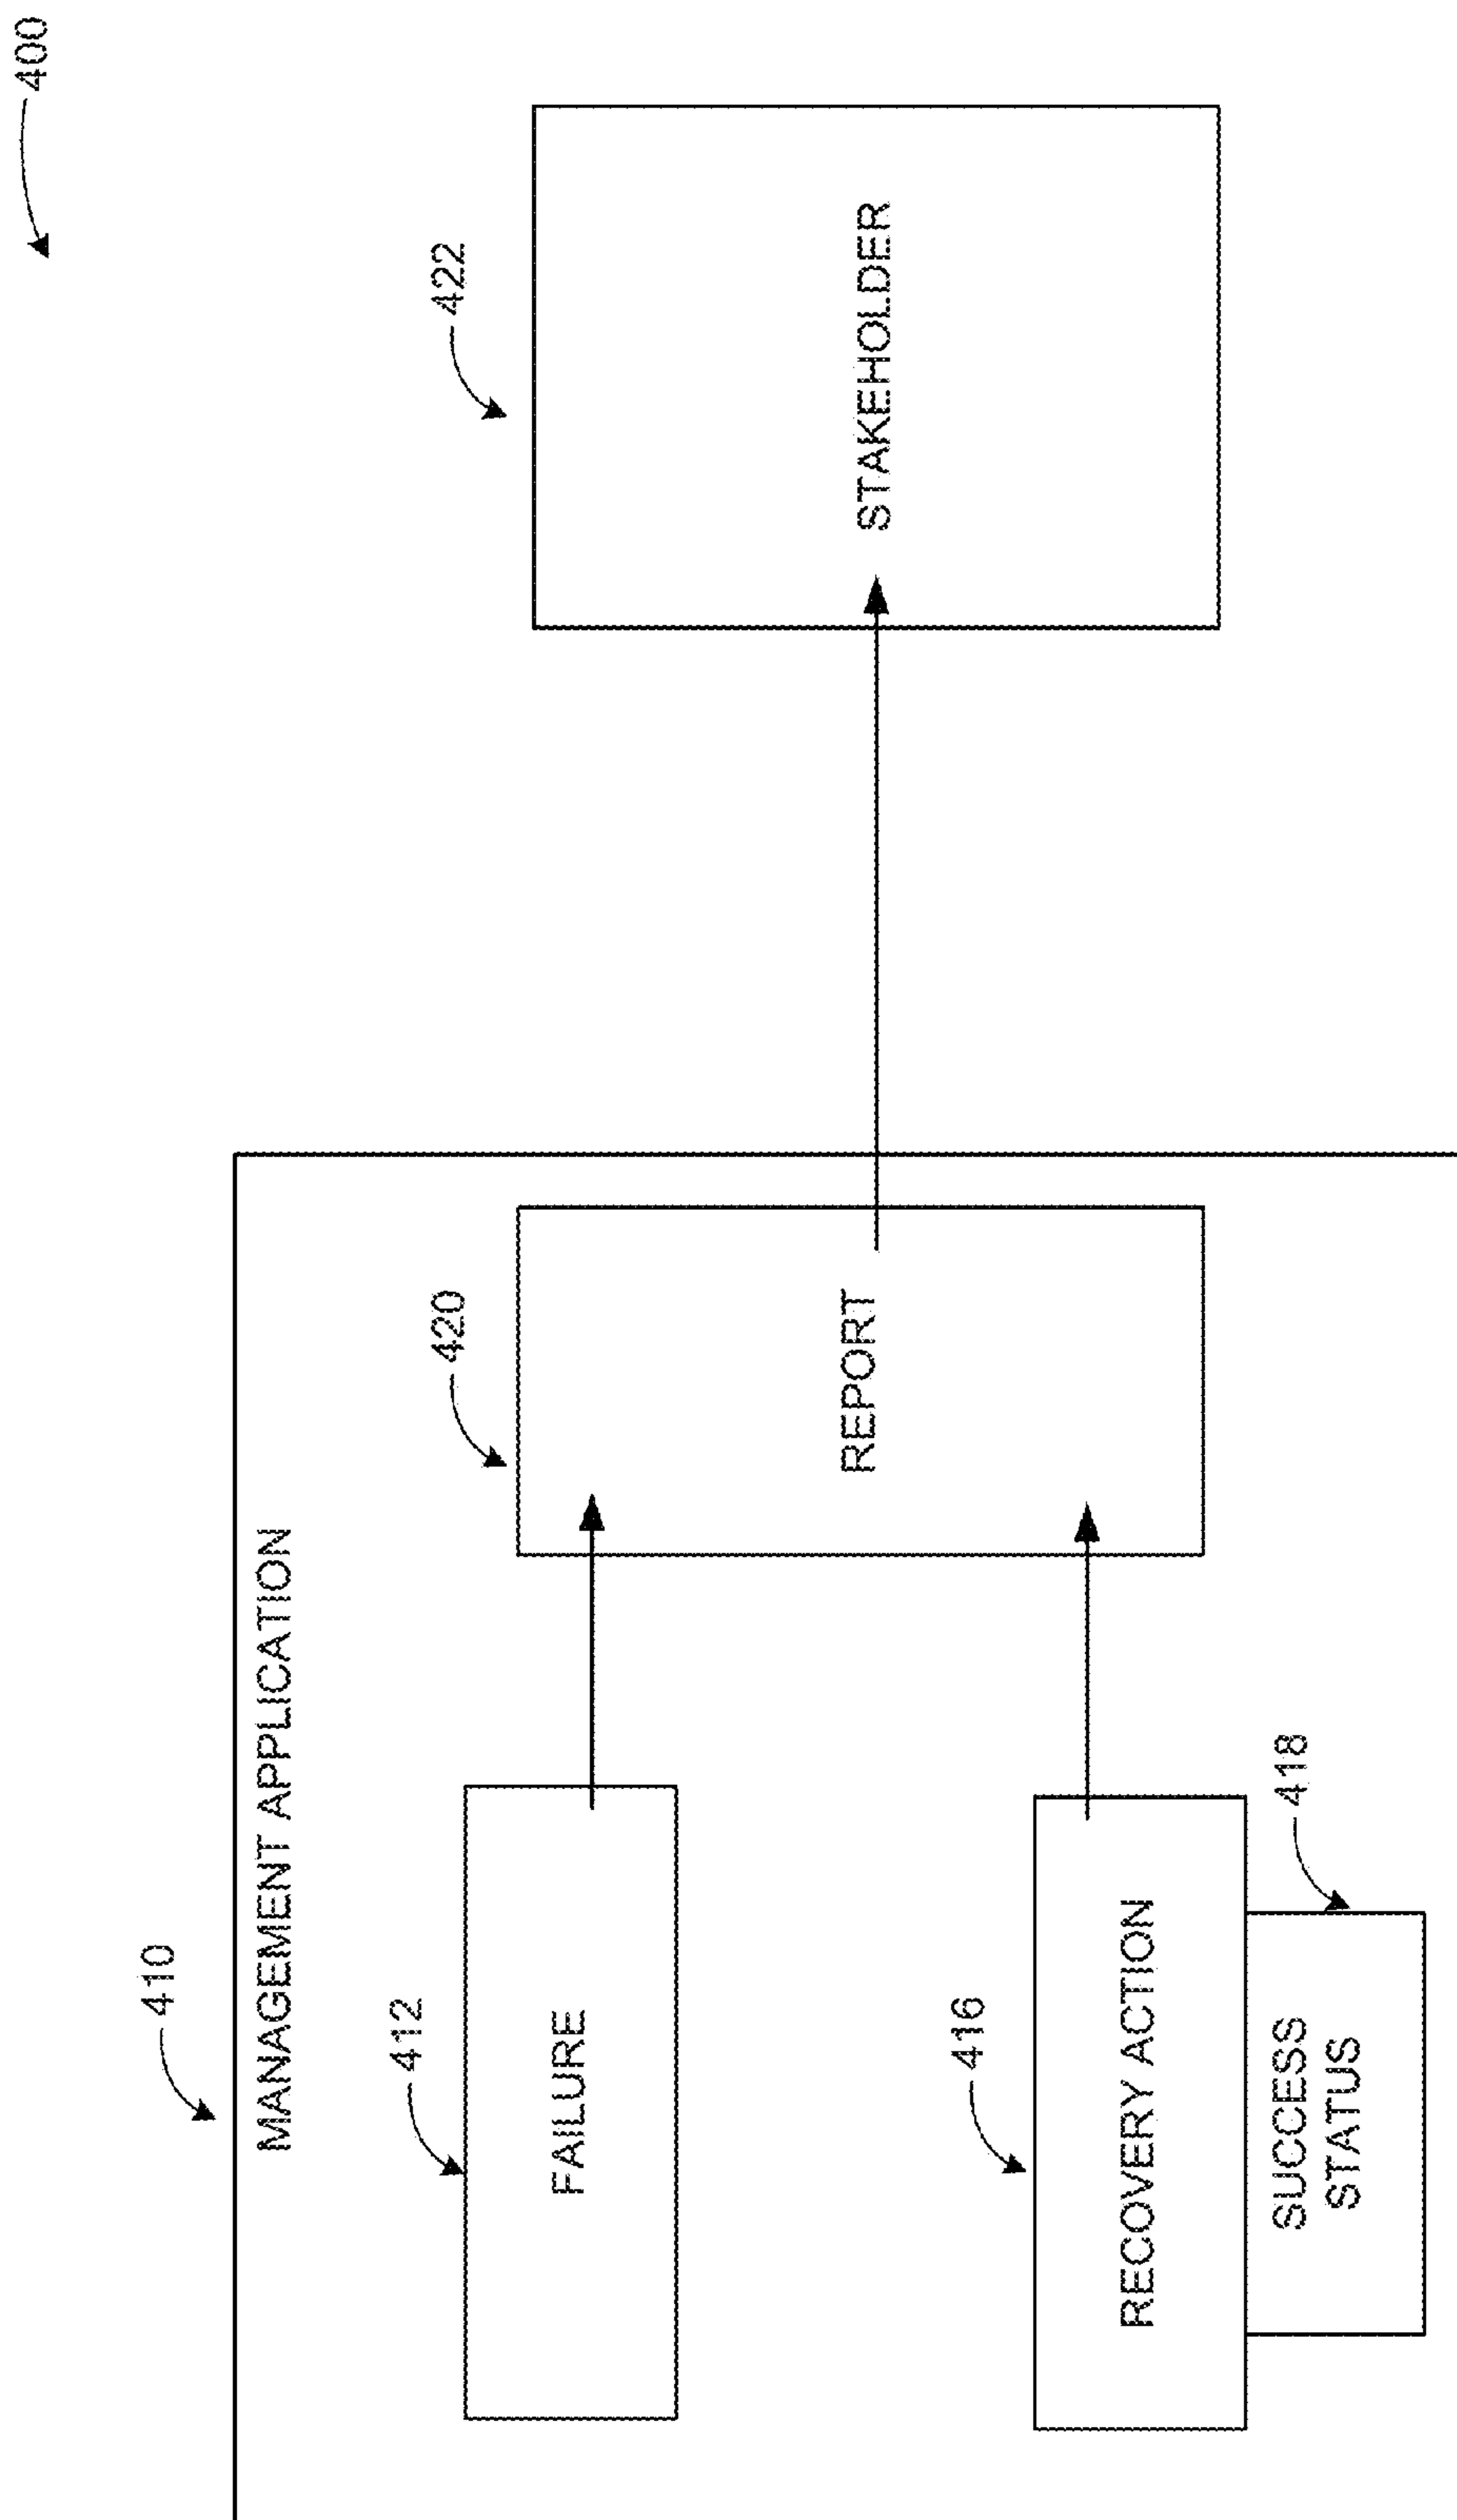 400
410
MANAGEMENT APPLICATION
412
FAILURE
420
REPORT
422
STAKEHOLDER
416
RECOVERY ACTION
418
SUCCESS
STATUS